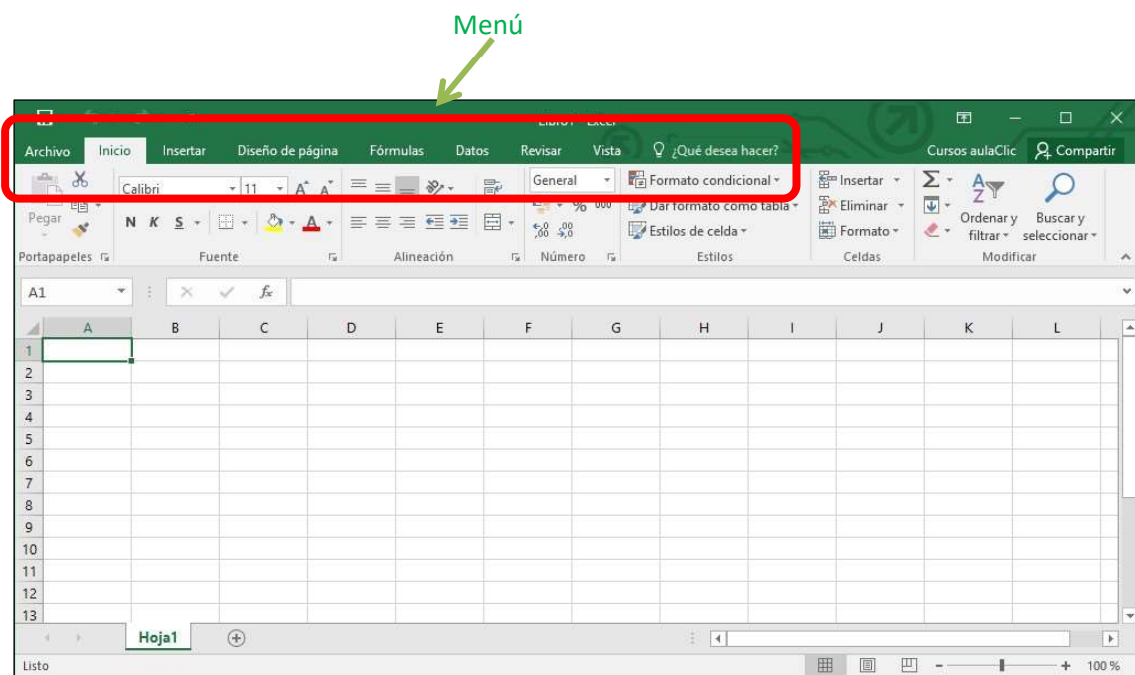 Menú
Libro1 - Excel
Archivo Inicio Insertar Diseño de página Fórmulas Datos Revisar Vista ¿Qué desea hacer? Cursos aulaClic Compartir
Calibri 11 General Formato condicional Insertar
Pegar N K S % 000 Dar formato como tabla Eliminar Ordenar y filtrar Buscar y seleccionar
Estilos de celda Formato
Portapapeles Fuente Alineación Número Estilos Celdas Modificar
A1 fx
A B C D E F G H I J K L
1
2
3
4
5
6
7
8
9
10
11
12
13
Hoja1
Listo 100 %